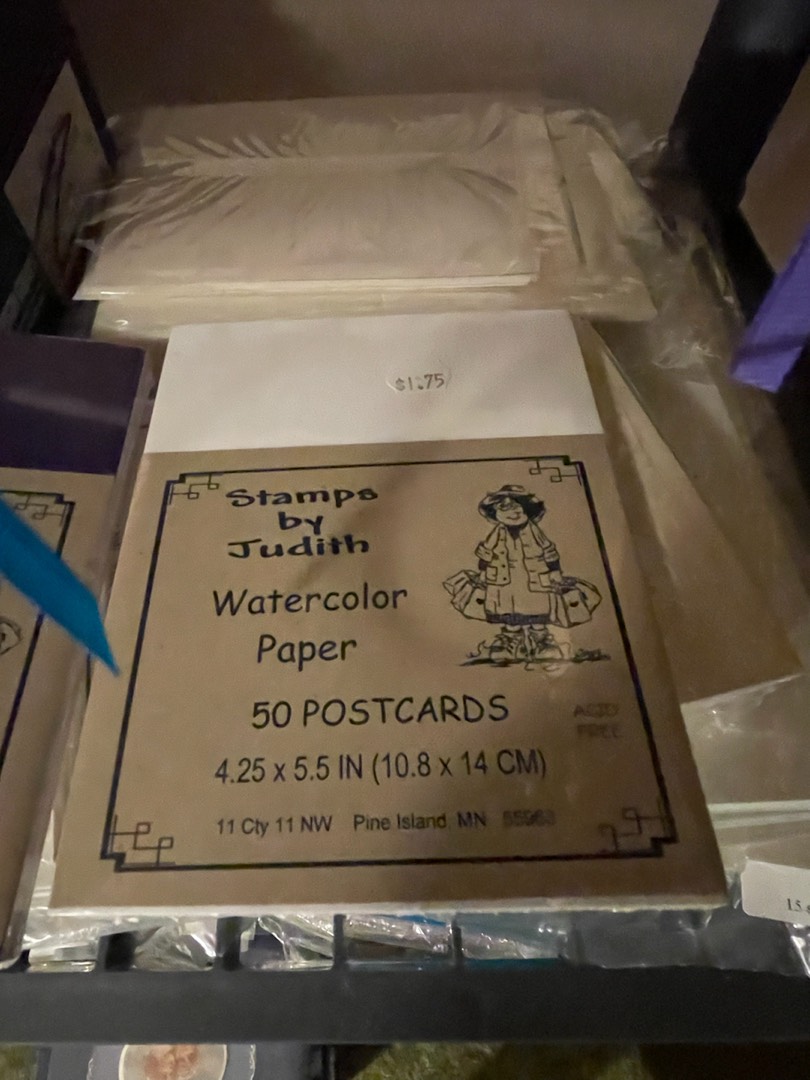 $1.75
Stamps
by
Judith
Watercolor
Paper
50 POSTCARDS
ACID
FREE
4.25 x 5.5 IN (10.8 x 14 CM)
11 Cty 11 NW Pine Island, MN 55963